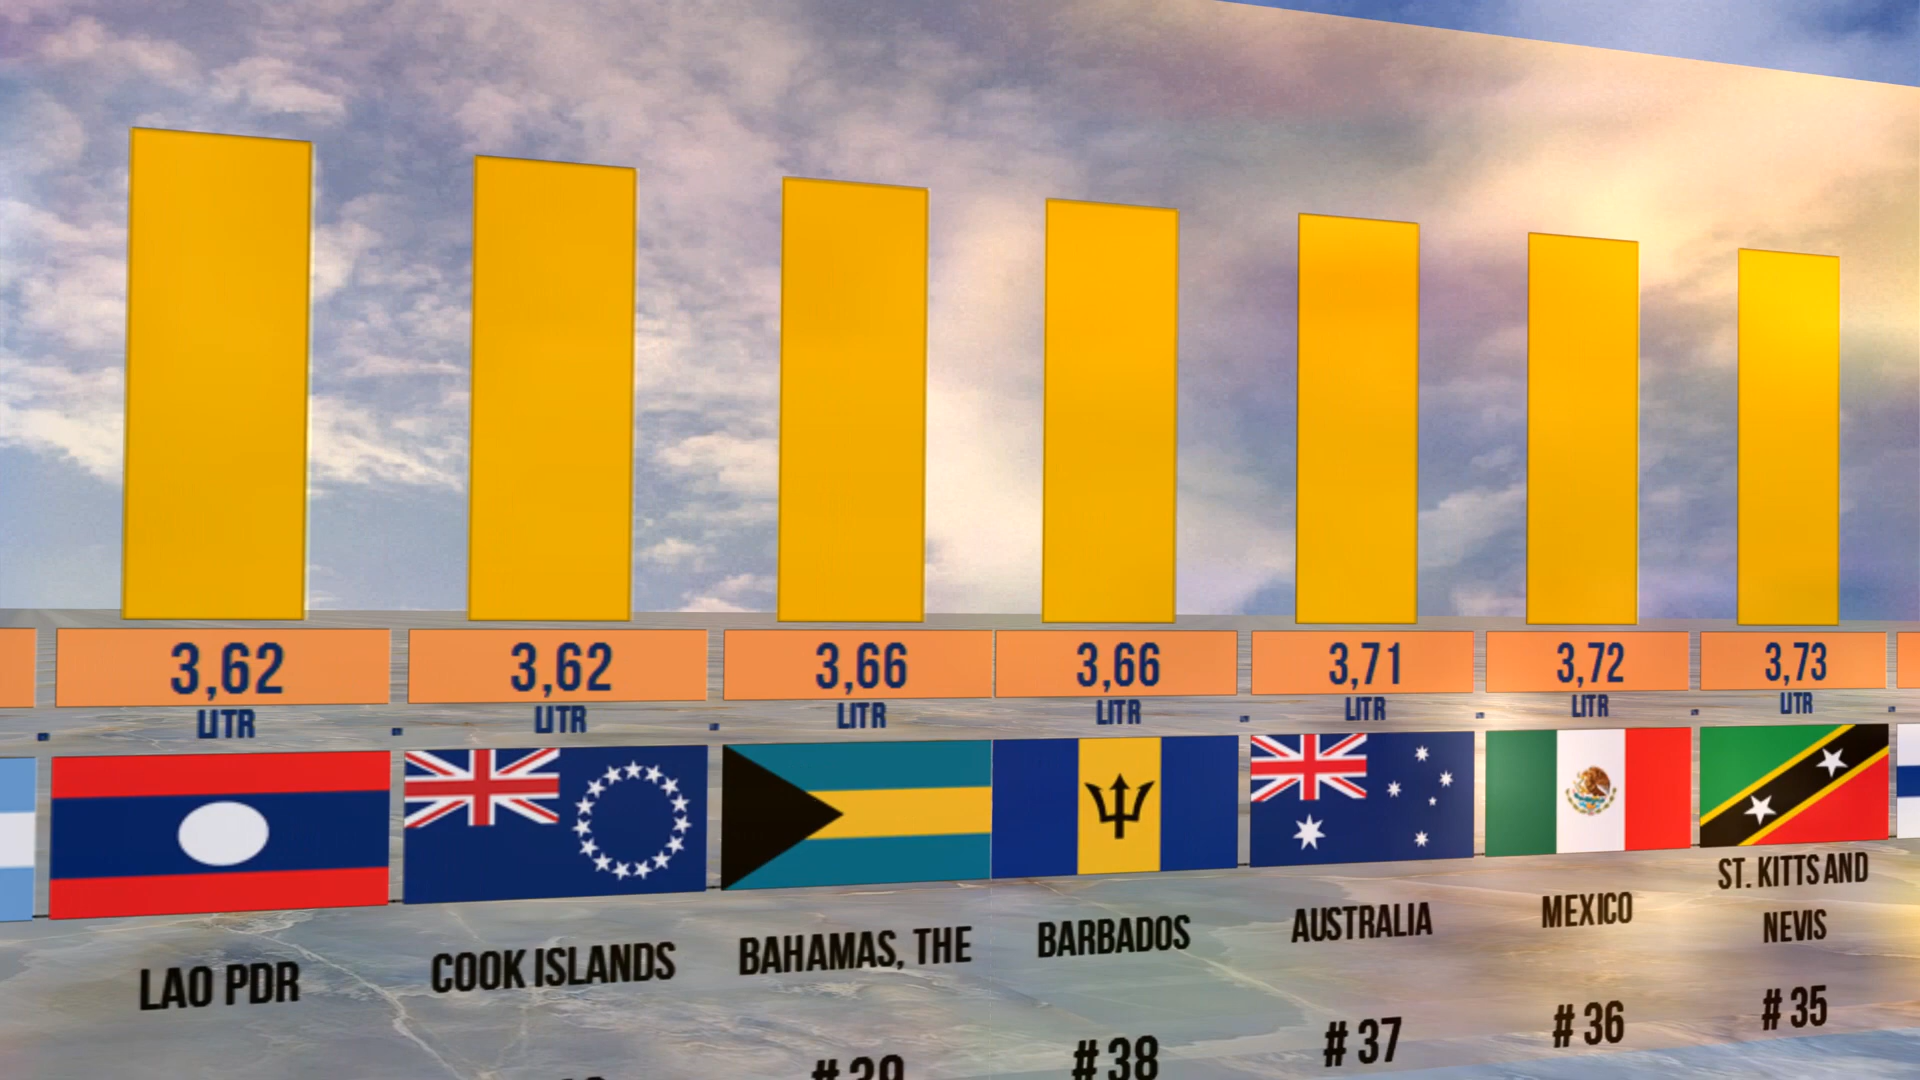 3,62
LITR
LAO PDR
3,62
LITR
COOK ISLANDS
3,66
LITR
BAHAMAS, THE
# 39
3,66
LITR
BARBADOS
# 38
3,71
LITR
AUSTRALIA
# 37
3,72
LITR
MEXICO
# 36
3,73
LITR
ST. KITTS AND
NEVIS
# 35